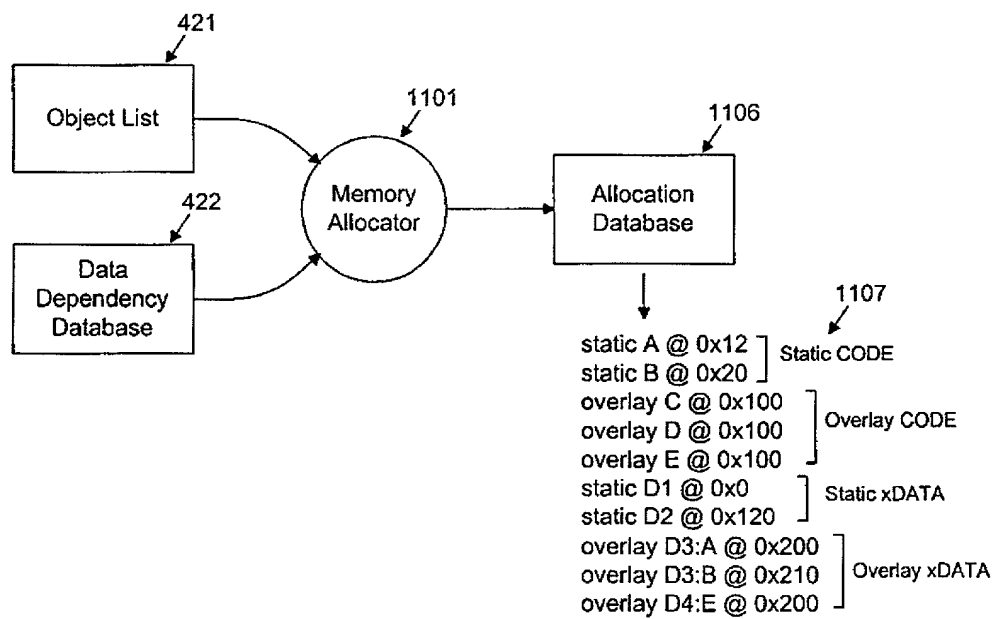 421
Object List
1101
1106
Memory
Allocator
Allocation
Database
422
Data
Dependency
Database
1107
static A @ 0x12
static B @ 0x20
Static CODE
overlay C @ 0x100
overlay D @ 0x100
overlay E @ 0x100
Overlay CODE
static D1 @ 0x0
static D2 @ 0x120
Static xDATA
overlay D3:A @ 0x200
overlay D3:B @ 0x210
overlay D4:E @ 0x200
Overlay xDATA